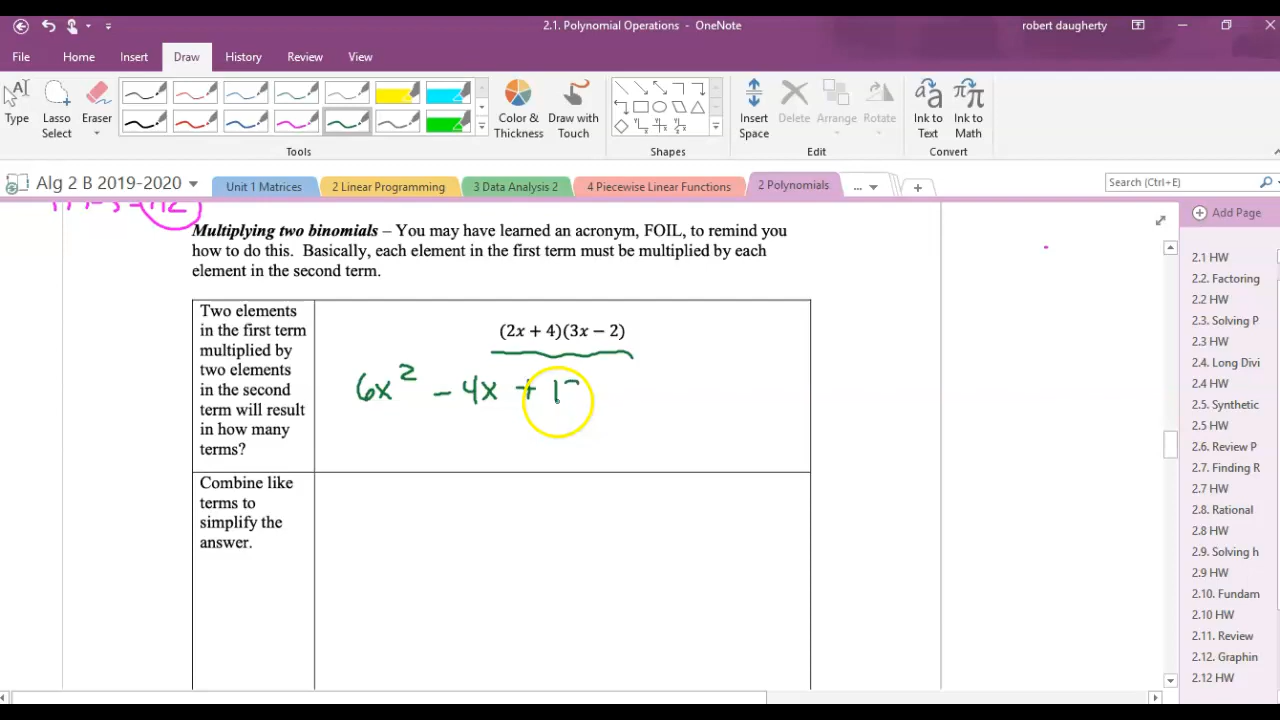 2.1. Polynomial Operations - OneNote
robert daugherty
File Home Insert Draw History Review View
Type
Lasso Select
Eraser
Color & Thickness
Draw with Touch
Insert Space
Delete
Arrange
Rotate
Ink to Text
Ink to Math
Tools
Shapes
Edit
Convert
Alg 2 B 2019-2020
Unit 1 Matrices
2 Linear Programming
3 Data Analysis 2
4 Piecewise Linear Functions
2 Polynomials
...
Search (Ctrl+E)
Multiplying two binomials – You may have learned an acronym, FOIL, to remind you
how to do this. Basically, each element in the first term must be multiplied by each
element in the second term.
Two elements
in the first term
multiplied by
two elements
in the second
term will result
in how many
terms?
(2x + 4)(3x − 2)
6x² − 4x + 1
Combine like
terms to
simplify the
answer.
Add Page
2.1 HW
2.2. Factoring
2.2 HW
2.3. Solving P
2.3 HW
2.4. Long Divi
2.4 HW
2.5. Synthetic
2.5 HW
2.6. Review P
2.7. Finding R
2.7 HW
2.8. Rational
2.8 HW
2.9. Solving h
2.9 HW
2.10. Fundam
2.10 HW
2.11. Review
2.12. Graphin
2.12 HW